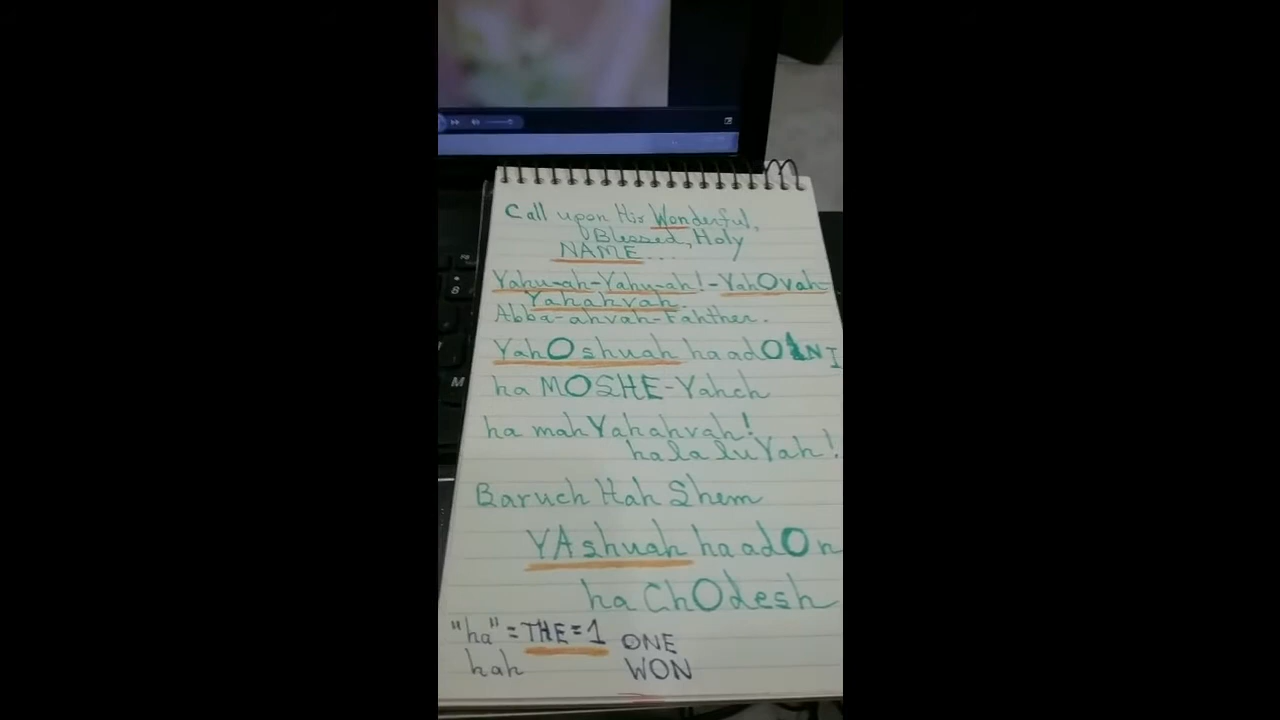 Call upon His Wonderful,
Blessed, Holy
NAME...
Yahu-ah-Yahu-ah!-YahOvah-
Yahahvah.
Abba-ahvah-Fahther.
YahOshuah ha adO1NI
ha MOSHE-Yahch
ha mahYahahvah!
halaluYah!
Baruch Hah Shem
YAshuah ha adOn
ha ChOdesh
"ha" = THE=1 ONE
hah WON
8
M